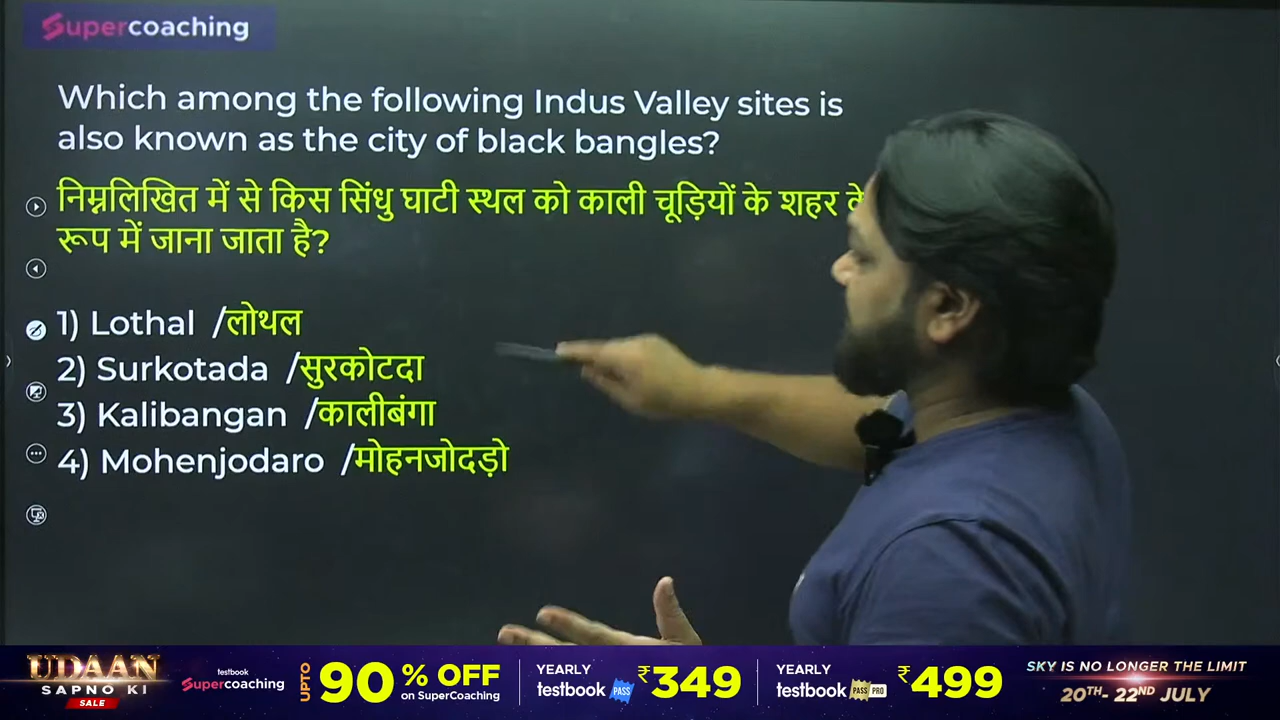 Supercoaching
Which among the following Indus Valley sites is
also known as the city of black bangles?
निम्नलिखित में से किस सिंधु घाटी स्थल को काली चूड़ियों के शहर के
रूप में जाना जाता है?
1) Lothal /लोथल
2) Surkotada /सुरकोटदा
3) Kalibangan /कालीबंगा
4) Mohenjodaro /मोहनजोदड़ो
UDAAN
SAPNO KI
SALE
testbook
Supercoaching
UPTO 90 % OFF
on SuperCoaching
YEARLY
testbook PASS
₹349
YEARLY
testbook PASS PRO
₹499
SKY IS NO LONGER THE LIMIT
20TH- 22ND JULY